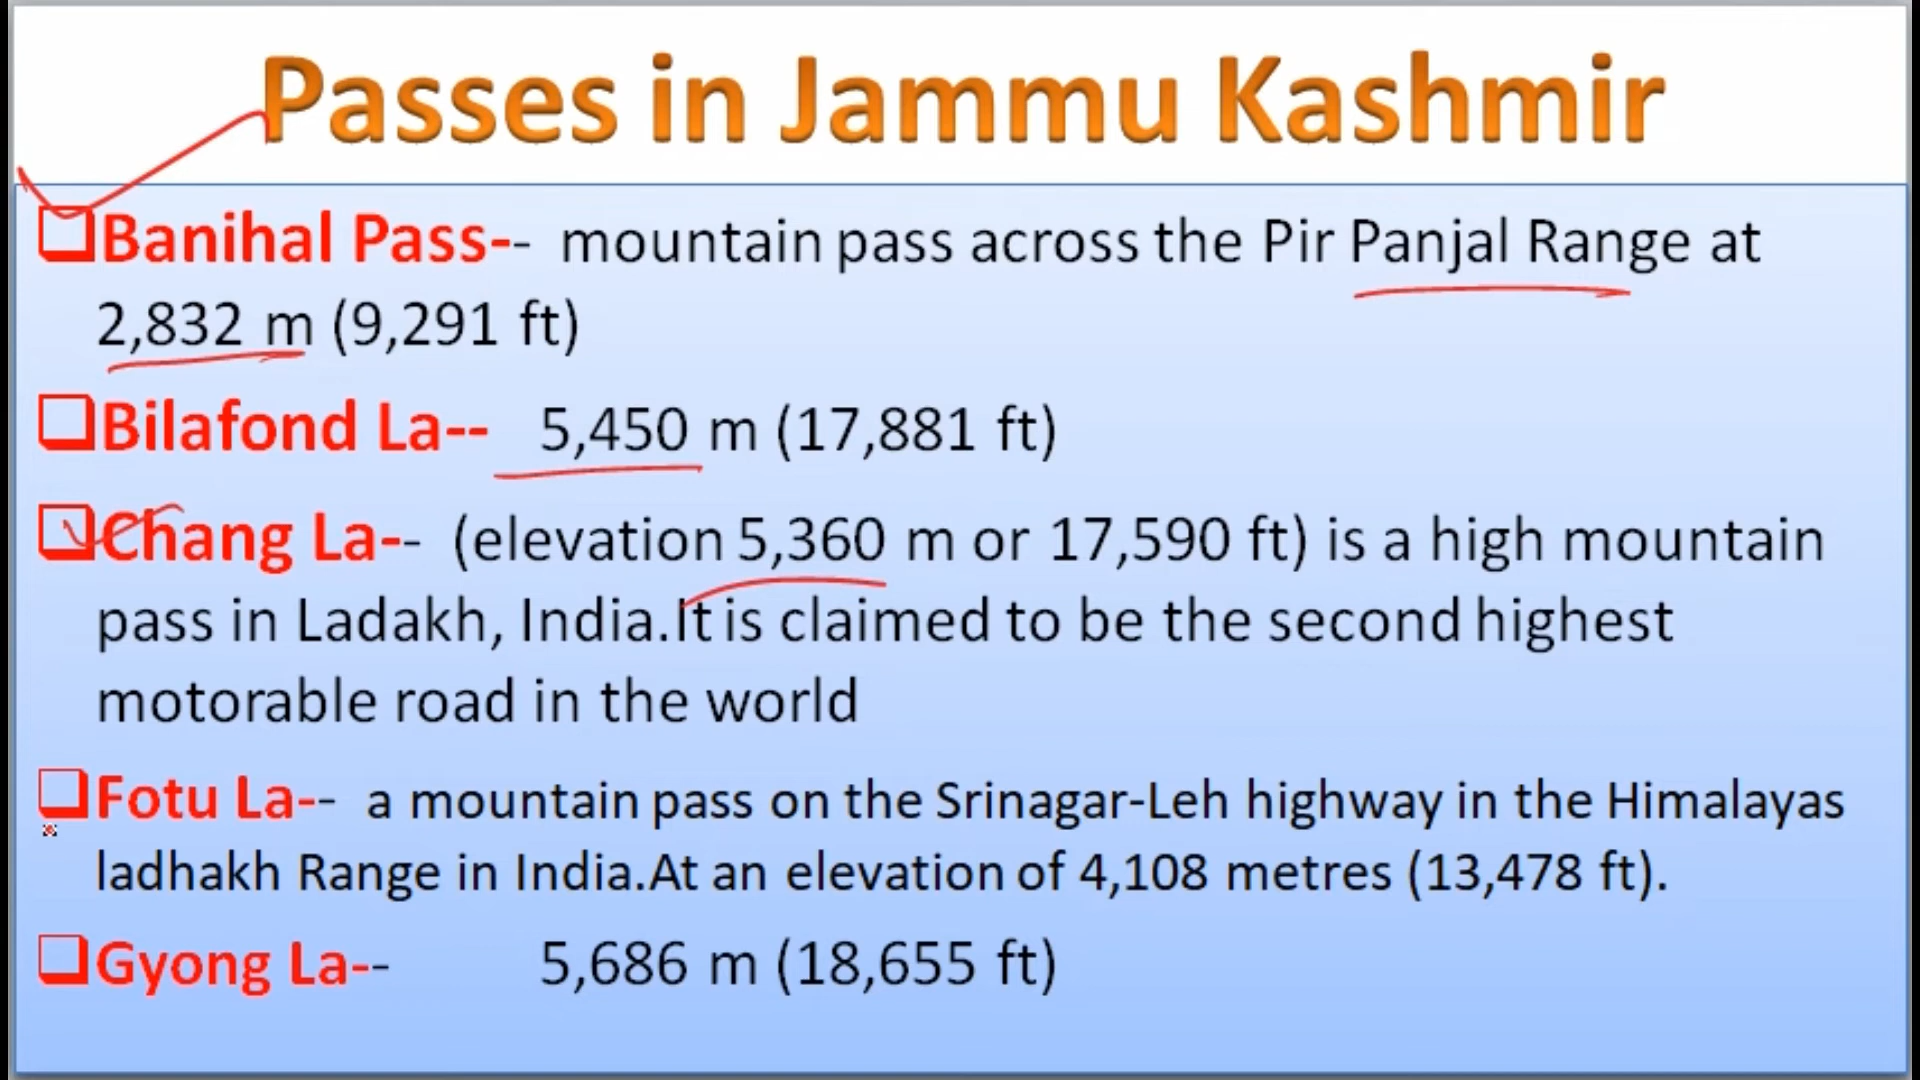 Passes in Jammu Kashmir
Banihal Pass-- mountain pass across the Pir Panjal Range at
2,832 m (9,291 ft)
Bilafond La-- 5,450 m (17,881 ft)
Chang La-- (elevation 5,360 m or 17,590 ft) is a high mountain
pass in Ladakh, India.It is claimed to be the second highest
motorable road in the world
Fotu La-- a mountain pass on the Srinagar-Leh highway in the Himalayas
ladhakh Range in India.At an elevation of 4,108 metres (13,478 ft).
Gyong La-- 5,686 m (18,655 ft)